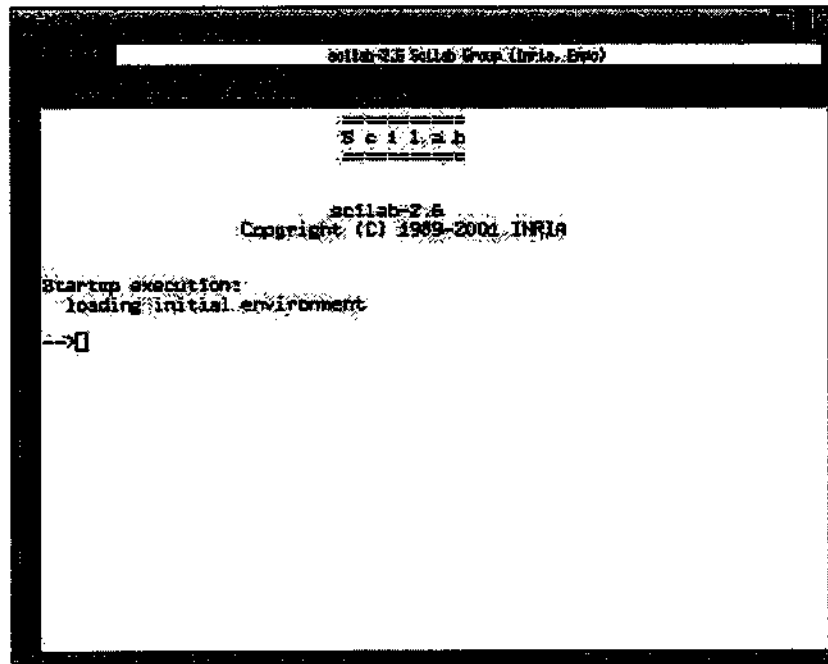 scilab-2.6 Scilab Group (Inria, Enpc)
===========
S c i l a b
===========
scilab-2.6
Copyright (C) 1989-2001 INRIA
Startup execution:
loading initial environment
-->